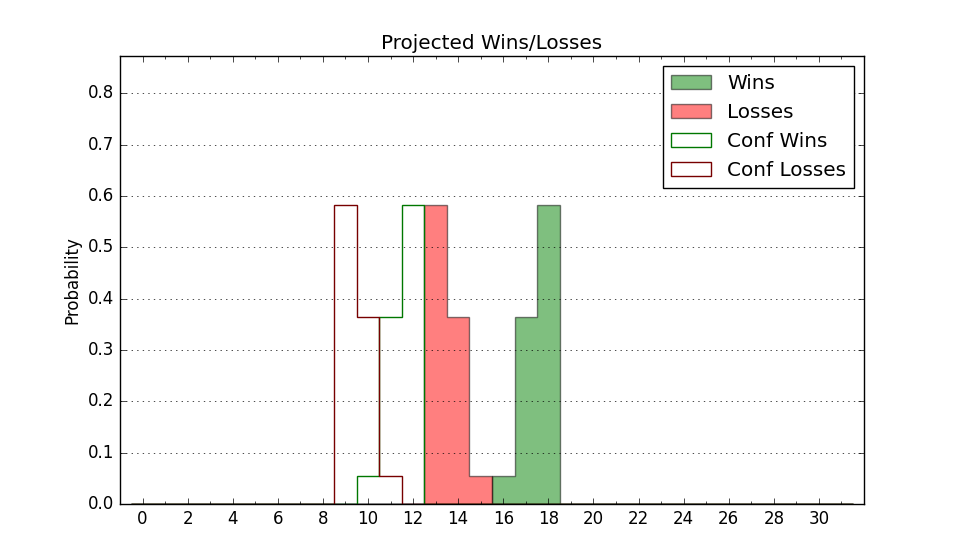 Projected Wins/Losses
Wins
Losses
Conf Wins
Conf Losses
Probability
0.8
0.7
0.6
0.5
0.4
0.3
0.2
0.1
0.0
0 2 4 6 8 10 12 14 16 18 20 22 24 26 28 30